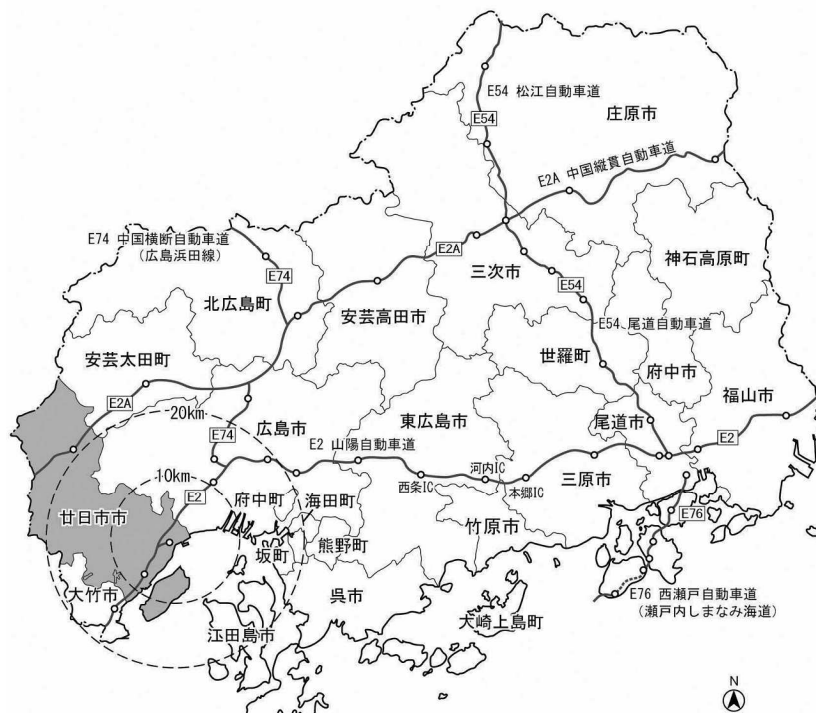 E54 松江自動車道
庄原市
E54
E2A 中国縦貫自動車道
E74 中国横断自動車道
（広島浜田線）
E2A
神石高原町
E74
三次市
北広島町
E54
安芸高田市
E54 尾道自動車道
安芸太田町
世羅町
府中市
E2A
福山市
20km
広島市
東広島市
尾道市
E74
E2 山陽自動車道
E2
10km
河内IC
西条IC
本郷IC
三原市
E2
府中町
海田町
廿日市市
竹原市
E76
坂町
熊野町
大竹市
呉市
E76 西瀬戸自動車道
（瀬戸内しまなみ海道）
大崎上島町
江田島市
N